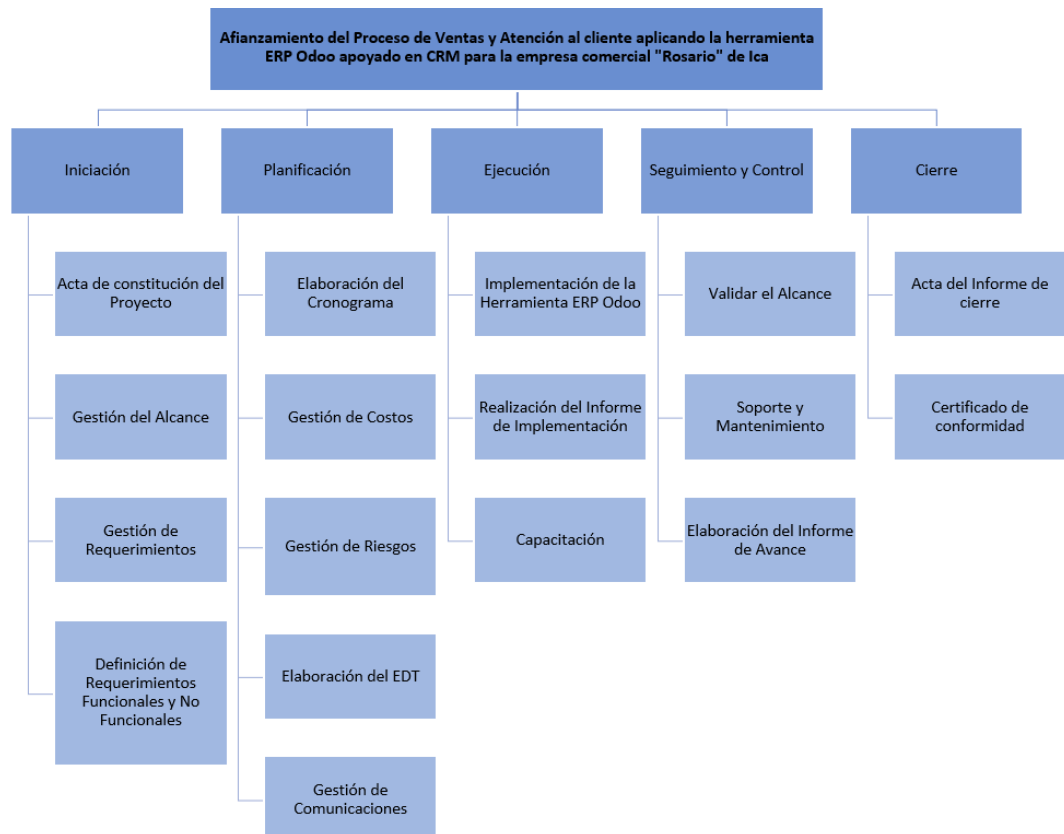 Afianzamiento del Proceso de Ventas y Atención al cliente aplicando la herramienta
ERP Odoo apoyado en CRM para la empresa comercial "Rosario" de Ica
Iniciación
Planificación
Ejecución
Seguimiento y Control
Cierre
Acta de constitución del
Proyecto
Gestión del Alcance
Gestión de
Requerimientos
Definición de
Requerimientos
Funcionales y No
Funcionales
Elaboración del
Cronograma
Gestión de Costos
Gestión de Riesgos
Elaboración del EDT
Gestión de
Comunicaciones
Implementación de la
Herramienta ERP Odoo
Realización del Informe
de Implementación
Capacitación
Validar el Alcance
Soporte y
Mantenimiento
Elaboración del Informe
de Avance
Acta del Informe de
cierre
Certificado de
conformidad